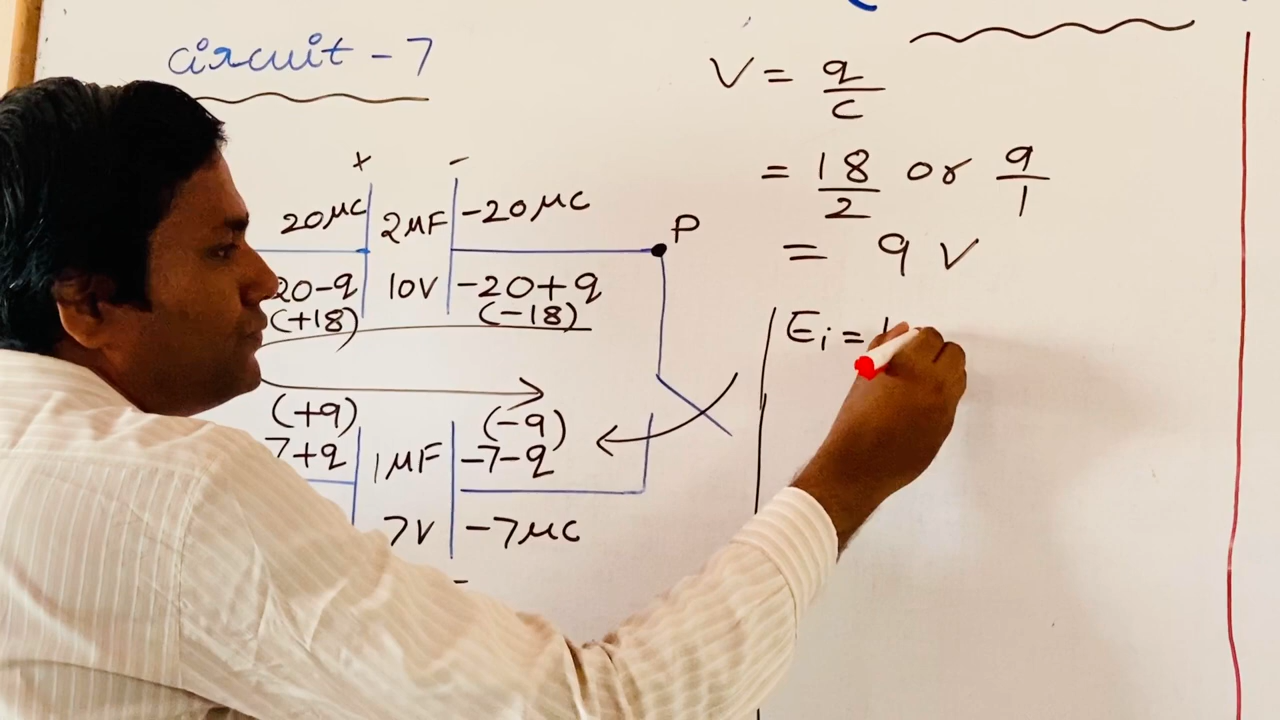 circuit - 7
+ -
20μC 2μF -20μC P
20-q 10V -20+q
(+18) (-18)
(+9) (-9)
7+q 1μF -7-q
7V -7μC
-
V = q/C
= 18/2 or 9/1
= 9 V
Ei =